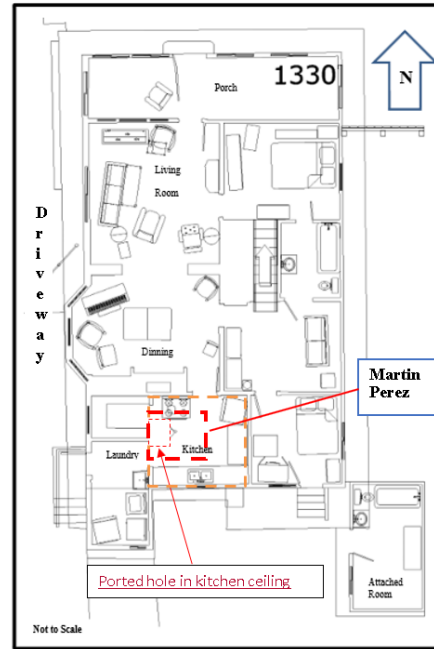 1330
N
Porch
Living
Room
Driveway
Dinning
Martin
Perez
Kitchen
Laundry
Ported hole in kitchen ceiling
Attached
Room
Not to Scale